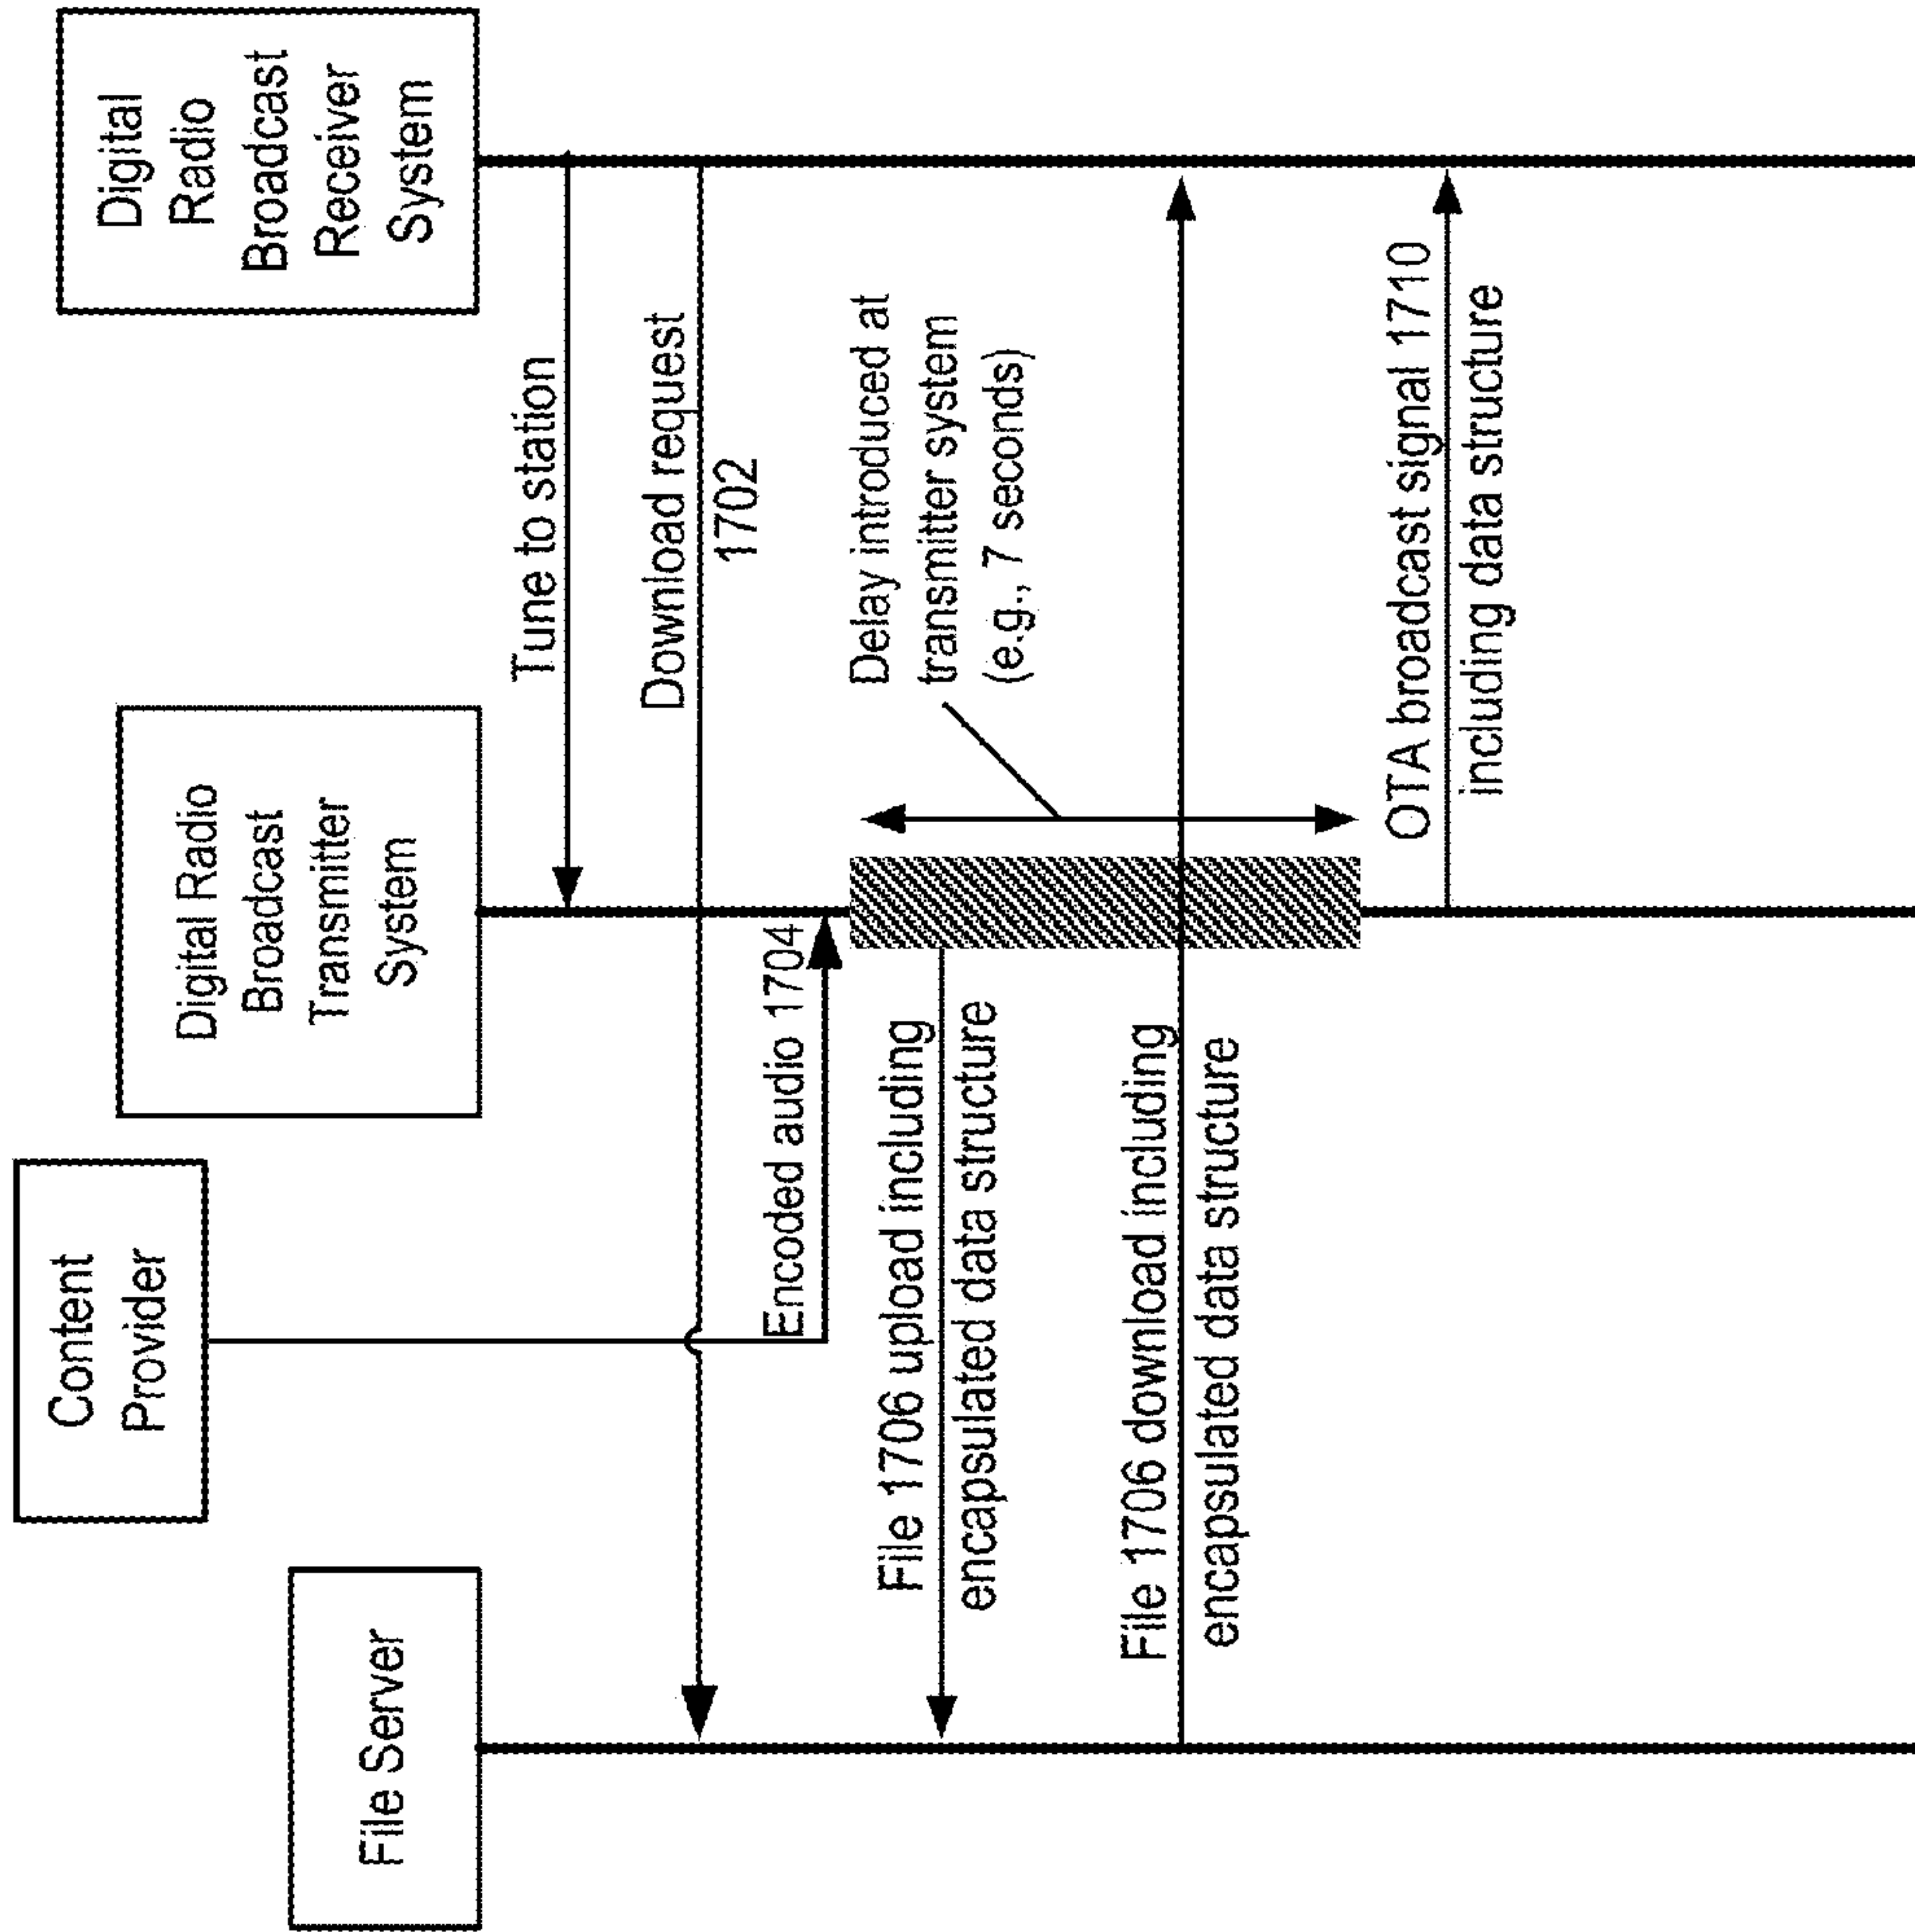 File Server
Content
Provider
Digital Radio
Broadcast
Transmitter
System
Digital
Radio
Broadcast
Receiver
System
Tune to station
Download request
1702
Encoded audio 1704
Delay introduced at
transmitter system
(e.g., 7 seconds)
File 1706 upload including
encapsulated data structure
File 1706 download including
encapsulated data structure
OTA broadcast signal 1710
including data structure